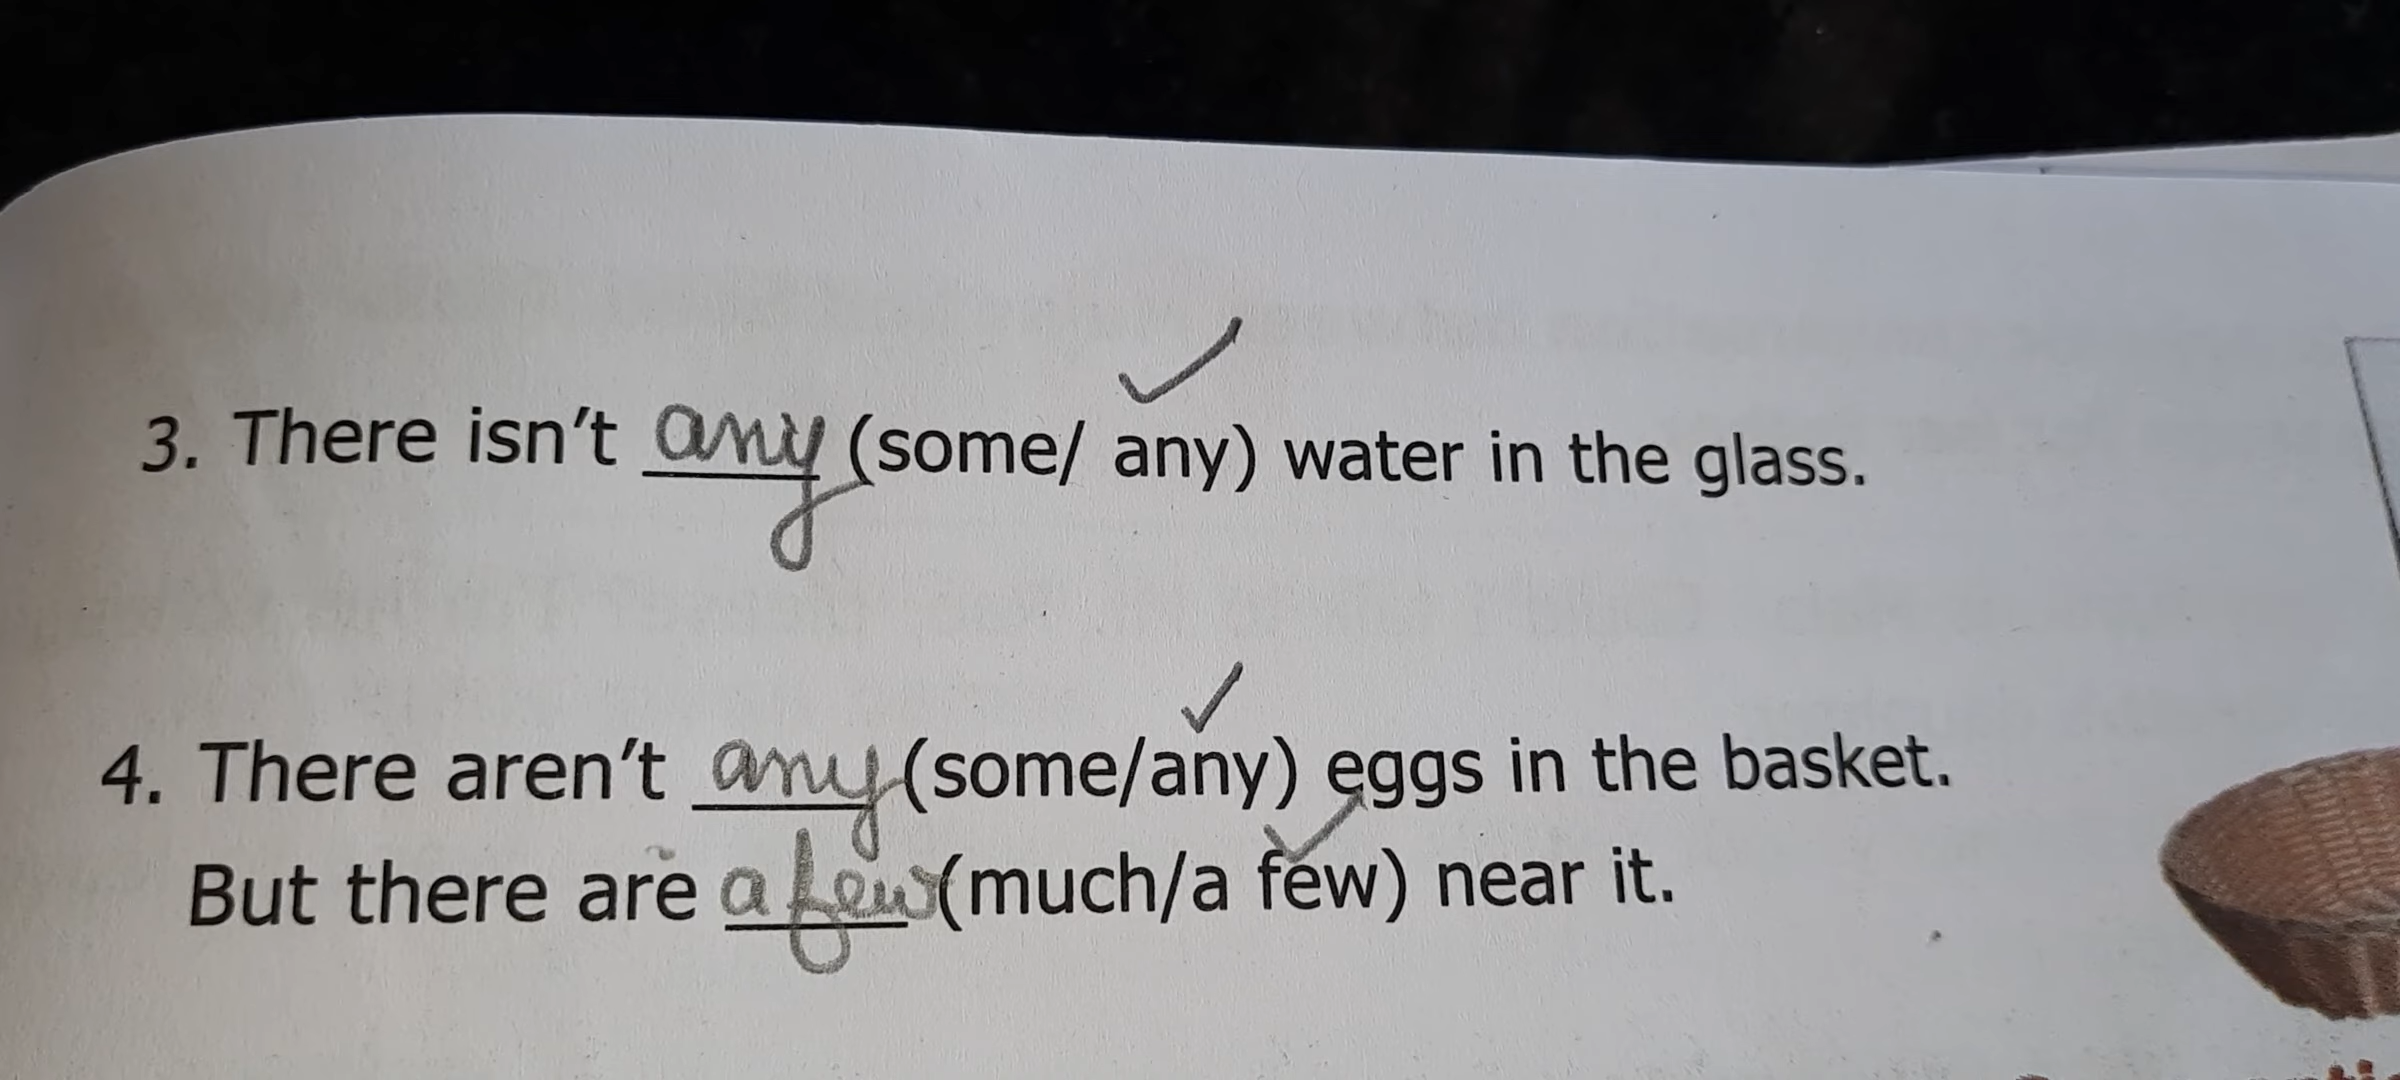 3. There isn't any (some/ any) water in the glass.
4. There aren't any (some/any) eggs in the basket.
But there are a few (much/a few) near it.